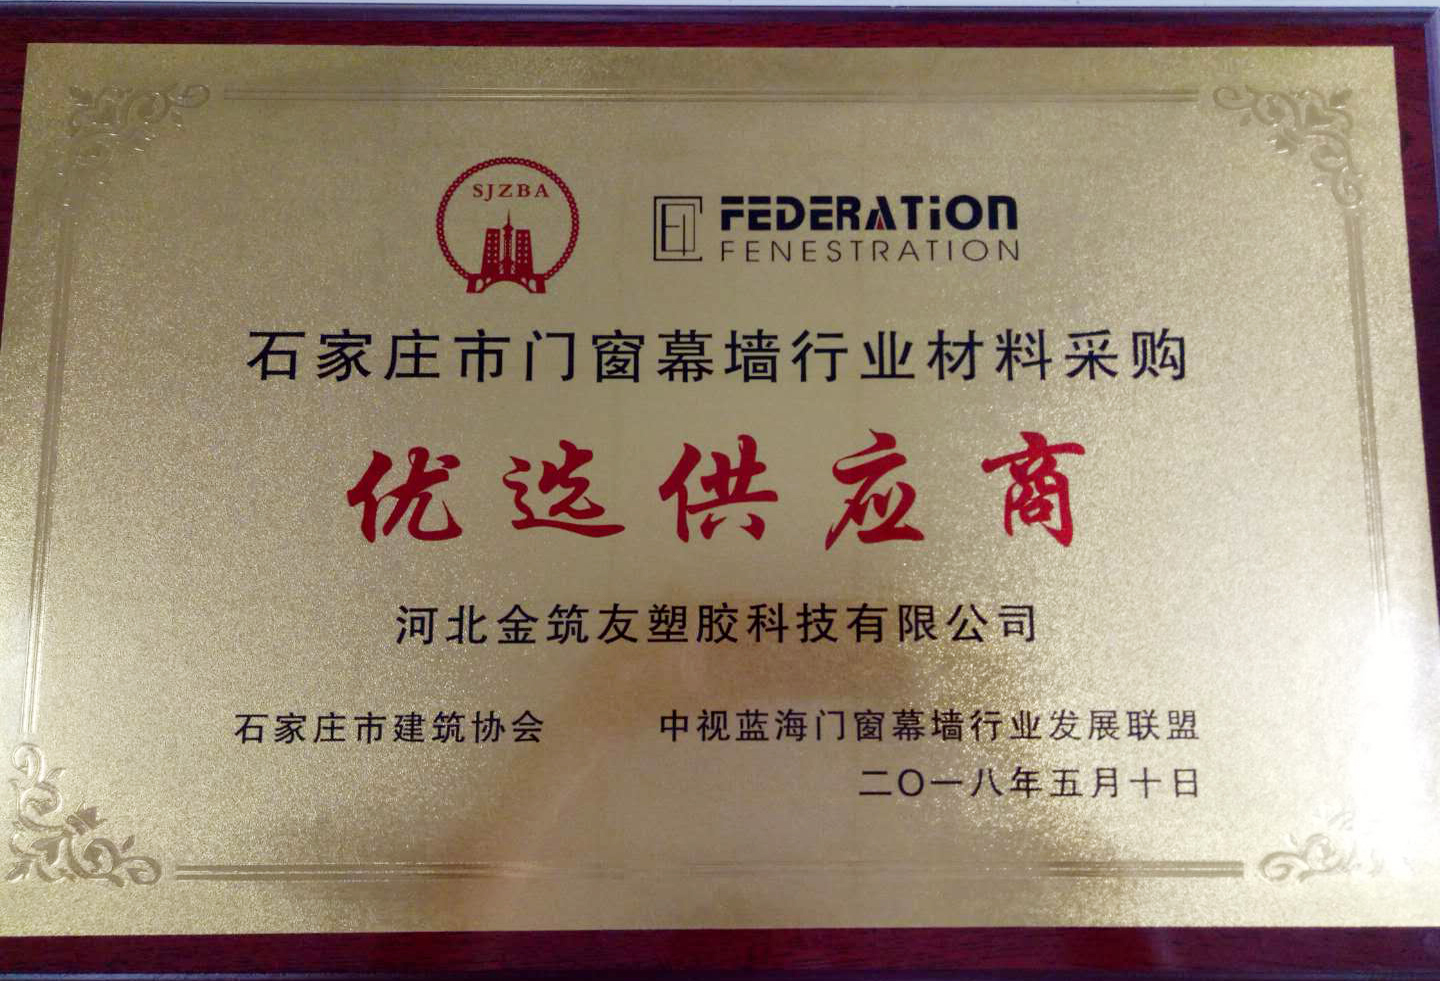 SJZBA
FEDERATiON
FENESTRATION
石家庄市门窗幕墙行业材料采购
优选供应商
河北金筑友塑胶科技有限公司
石家庄市建筑协会 中视蓝海门窗幕墙行业发展联盟
二〇一八年五月十日